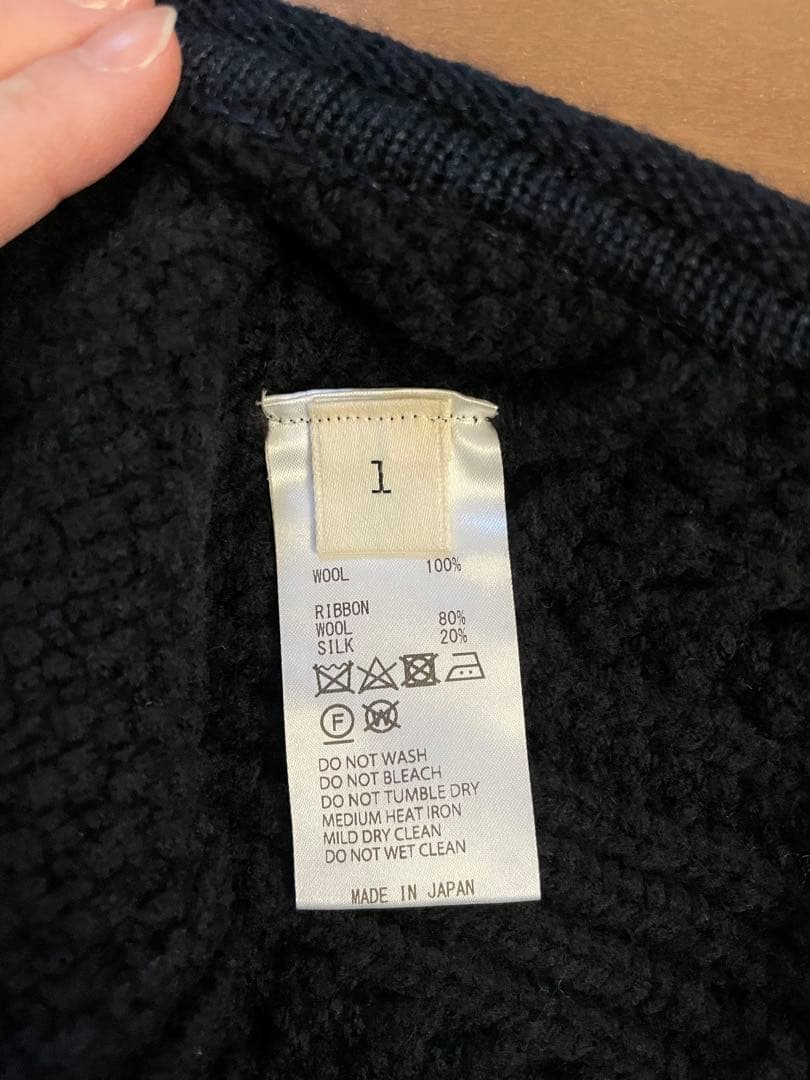 1
WOOL 100%
RIBBON
WOOL 80%
SILK 20%
F W
DO NOT WASH
DO NOT BLEACH
DO NOT TUMBLE DRY
MEDIUM HEAT IRON
MILD DRY CLEAN
DO NOT WET CLEAN
MADE IN JAPAN